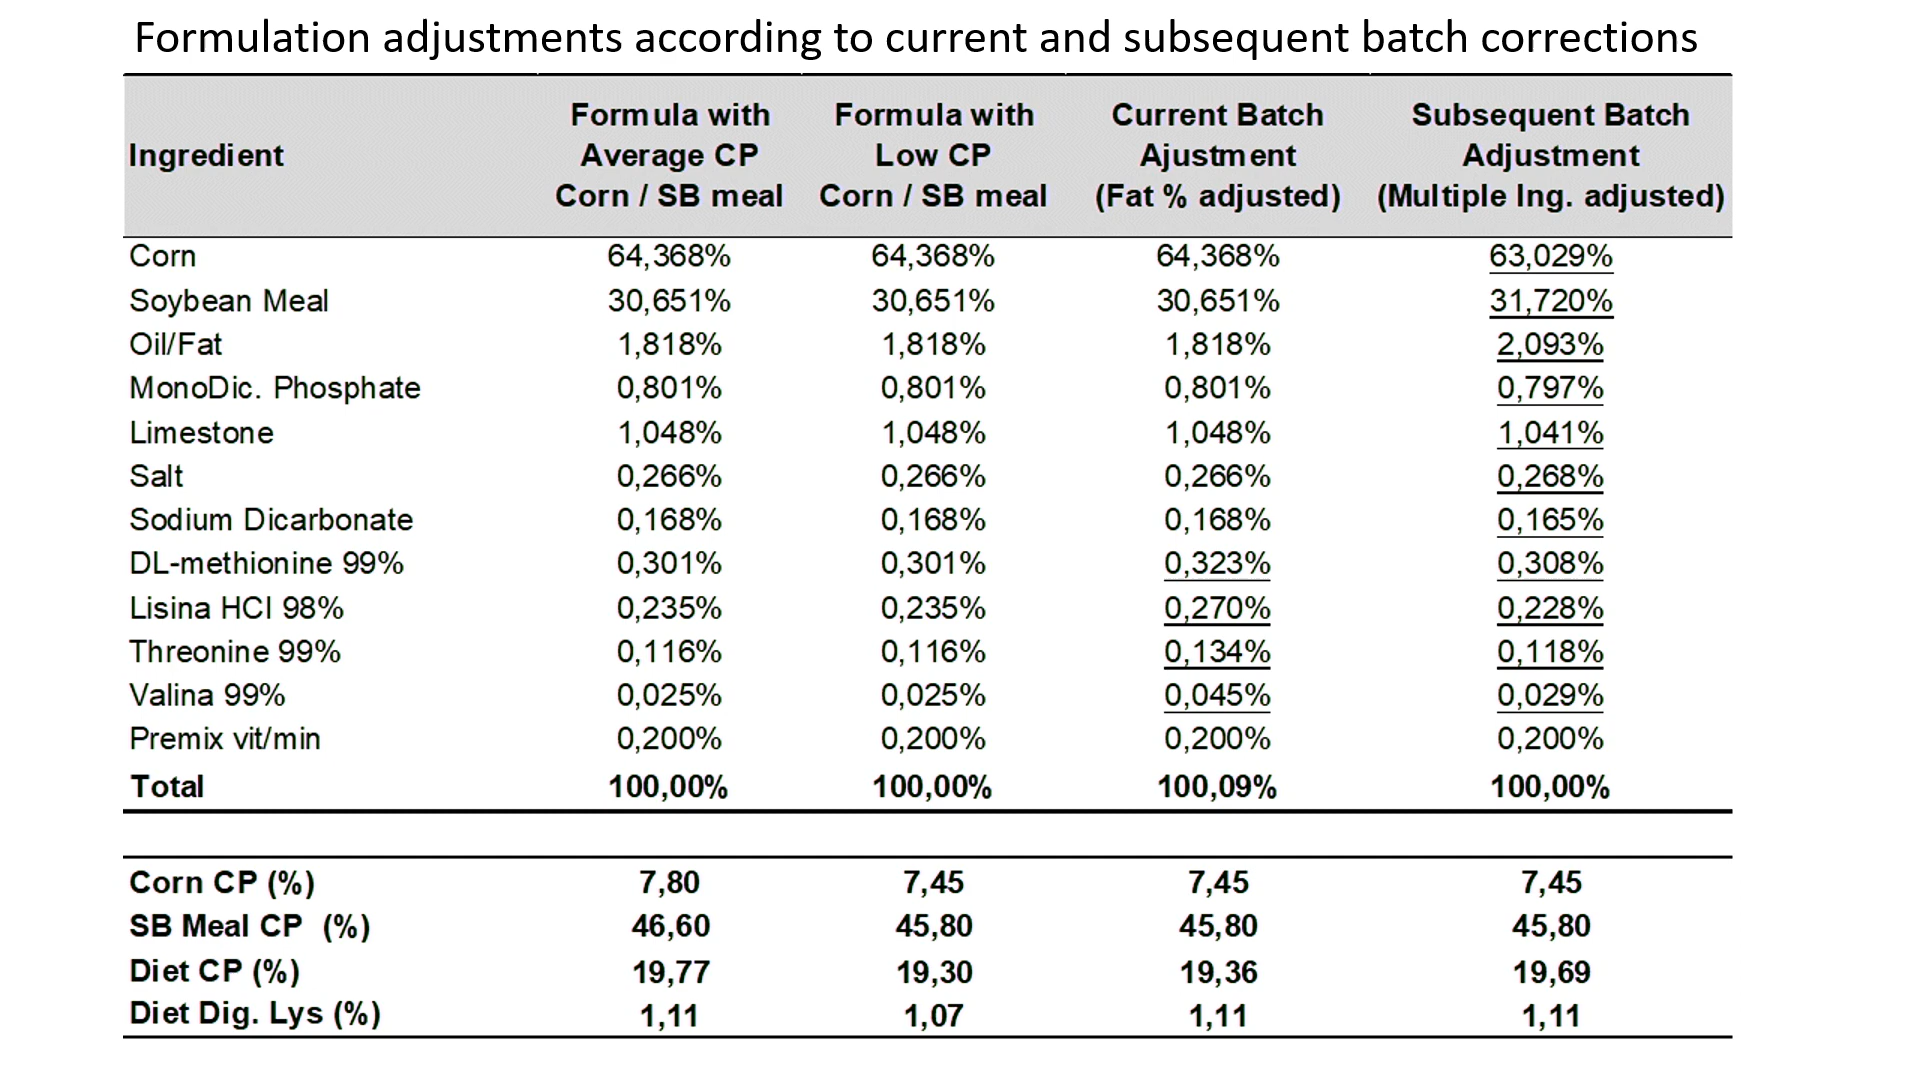 Formulation adjustments according to current and subsequent batch corrections
Ingredient Formula with Average CP Corn / SB meal Formula with Low CP Corn / SB meal Current Batch Ajustment (Fat % adjusted) Subsequent Batch Adjustment (Multiple Ing. adjusted)
Corn 64,368% 64,368% 64,368% 63,029%
Soybean Meal 30,651% 30,651% 30,651% 31,720%
Oil/Fat 1,818% 1,818% 1,818% 2,093%
MonoDic. Phosphate 0,801% 0,801% 0,801% 0,797%
Limestone 1,048% 1,048% 1,048% 1,041%
Salt 0,266% 0,266% 0,266% 0,268%
Sodium Dicarbonate 0,168% 0,168% 0,168% 0,165%
DL-methionine 99% 0,301% 0,301% 0,323% 0,308%
Lisina HCl 98% 0,235% 0,235% 0,270% 0,228%
Threonine 99% 0,116% 0,116% 0,134% 0,118%
Valina 99% 0,025% 0,025% 0,045% 0,029%
Premix vit/min 0,200% 0,200% 0,200% 0,200%
Total 100,00% 100,00% 100,09% 100,00%
Corn CP (%) 7,80 7,45 7,45 7,45
SB Meal CP (%) 46,60 45,80 45,80 45,80
Diet CP (%) 19,77 19,30 19,36 19,69
Diet Dig. Lys (%) 1,11 1,07 1,11 1,11